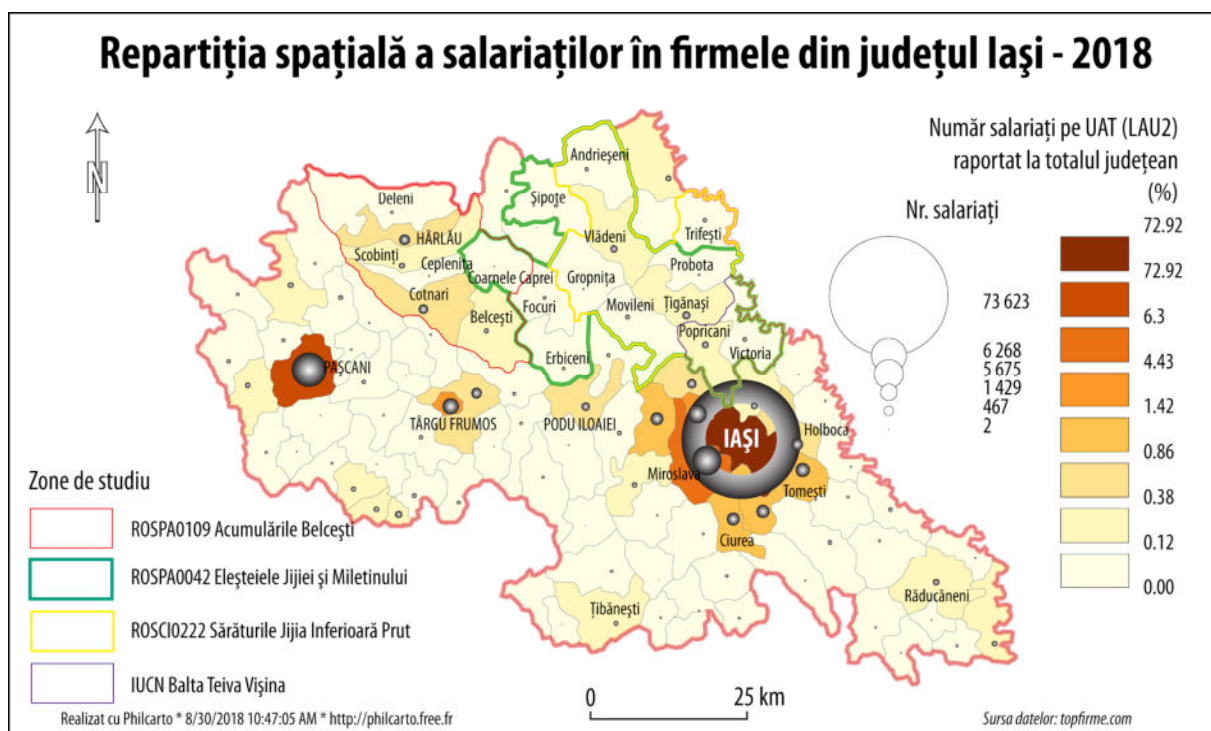 Repartiția spațială a salariaților în firmele din județul Iași - 2018
N
Număr salariați pe UAT (LAU2)
raportat la totalul județean
(%)
Nr. salariați
73 623
6 268
5 675
1 429
467
2
72.92
72.92
6.3
4.43
1.42
0.86
0.38
0.12
0.00
Andrieșeni
Deleni
Șipote
HÂRLĂU
Vlădeni
Trifești
Scobinți
Ceplenița
Coarnele Caprei
Gropnița
Probota
Cotnari
Focuri
Movileni
Țigănași
Belcești
Popricani
Erbiceni
Victoria
PAȘCANI
TÂRGU FRUMOS
PODU ILOAIEI
IAȘI
Holboca
Miroslava
Tomești
Ciurea
Răducăneni
Țibănești
Zone de studiu
ROSPA0109 Acumulările Belcești
ROSPA0042 Eleșteiele Jijiei și Miletinului
ROSCI0222 Sărăturile Jijia Inferioară Prut
IUCN Balta Teiva Vișina
0 25 km
Realizat cu Philcarto * 8/30/2018 10:47:05 AM * http://philcarto.free.fr
Sursa datelor: topfirme.com